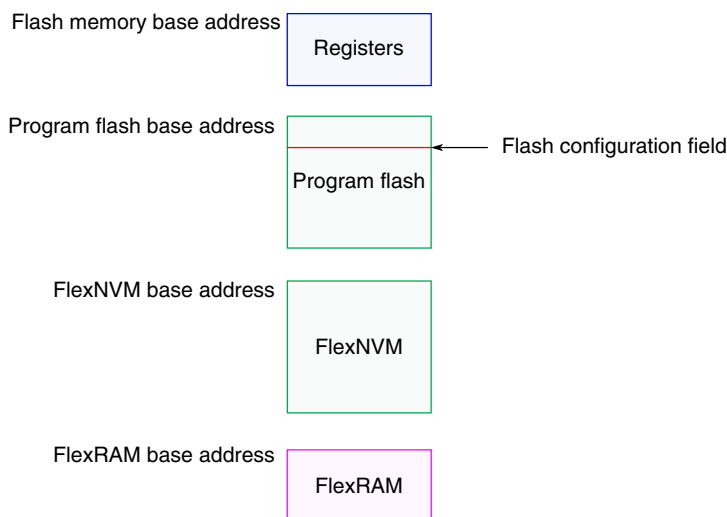 Flash memory base address
Registers
Program flash base address
Flash configuration field
Program flash
FlexNVM base address
FlexNVM
FlexRAM base address
FlexRAM